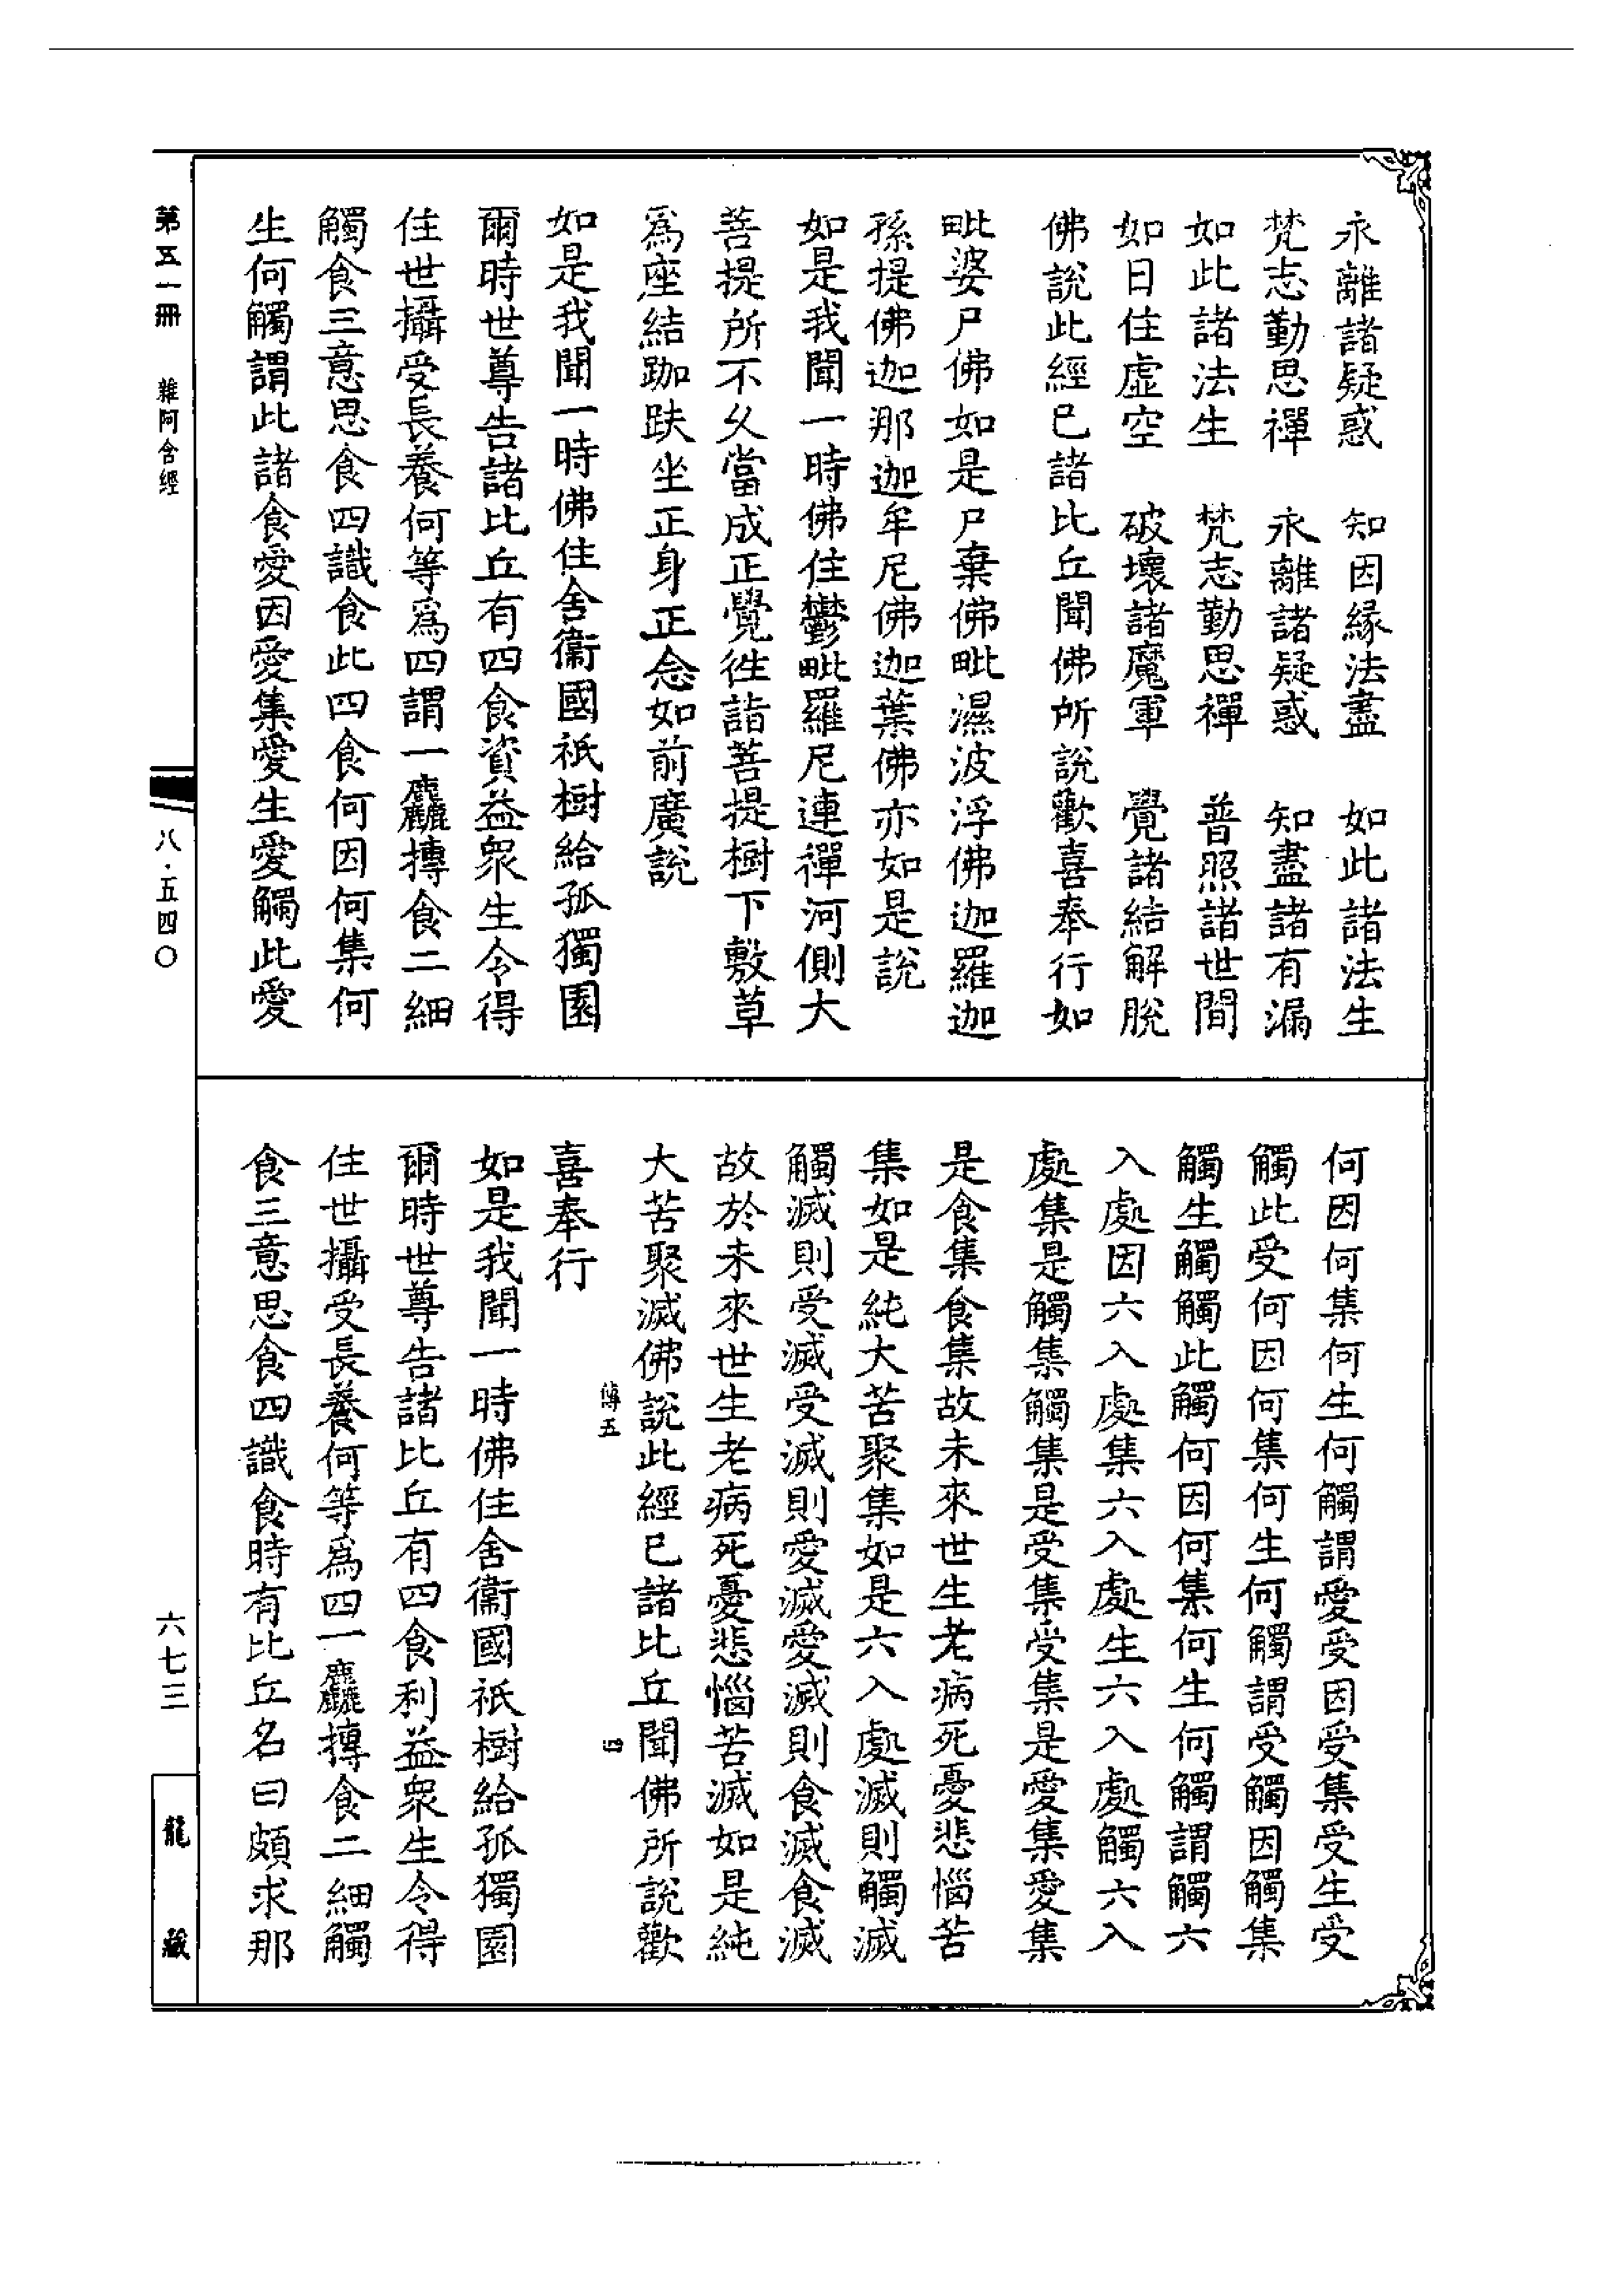 永離諸疑惑　知因緣法盡　如此諸法生
梵志勤思禪　永離諸疑惑　知盡諸有漏
如此諸法生　梵志勤思禪　普照諸世間
如日住虛空　破壞諸魔軍　覺諸結解脫
佛說此經已諸比丘聞佛所說歡喜奉行如
毗婆尸佛如是尸棄佛毗濕波浮佛迦羅迦
孫提佛迦那迦牟尼佛迦葉佛亦如是說
如是我聞一時佛住鬱毗羅尼連禪河側大
菩提所不久當成正覺往詣菩提樹下敷草
爲座結跏趺坐正身正念如前廣說
如是我聞一時佛住舍衞國祇樹給孤獨園
爾時世尊告諸比丘有四食資益衆生令得
住世攝受長養何等爲四謂一麤摶食二細
觸食三意思食四識食此四食何因何集何
生何觸謂此諸食愛因愛集愛生愛觸此愛
何因何集何生何觸謂愛受因受集受生受
觸此受何因何集何生何觸謂受觸因觸集
觸生觸觸此觸何因何集何生何觸謂觸六
入處因六入處集六入處生六入處觸六入
處集是觸集觸集是受集受集是愛集愛集
是食集食集故未來世生老病死憂悲惱苦
集如是純大苦聚集如是六入處滅則觸滅
觸滅則受滅受滅則愛滅愛滅則食滅食滅
故於未來世生老病死憂悲惱苦滅如是純
大苦聚滅佛說此經已諸比丘聞佛所說歡
傳五
喜奉行
如是我聞一時佛住舍衞國祇樹給孤獨園
爾時世尊告諸比丘有四食利益衆生令得
住世攝受長養何等爲四一麤摶食二細觸
食三意思食四識食時有比丘名曰頗求那
第五一冊　雜阿含經
八·五四〇
六七三
龍藏